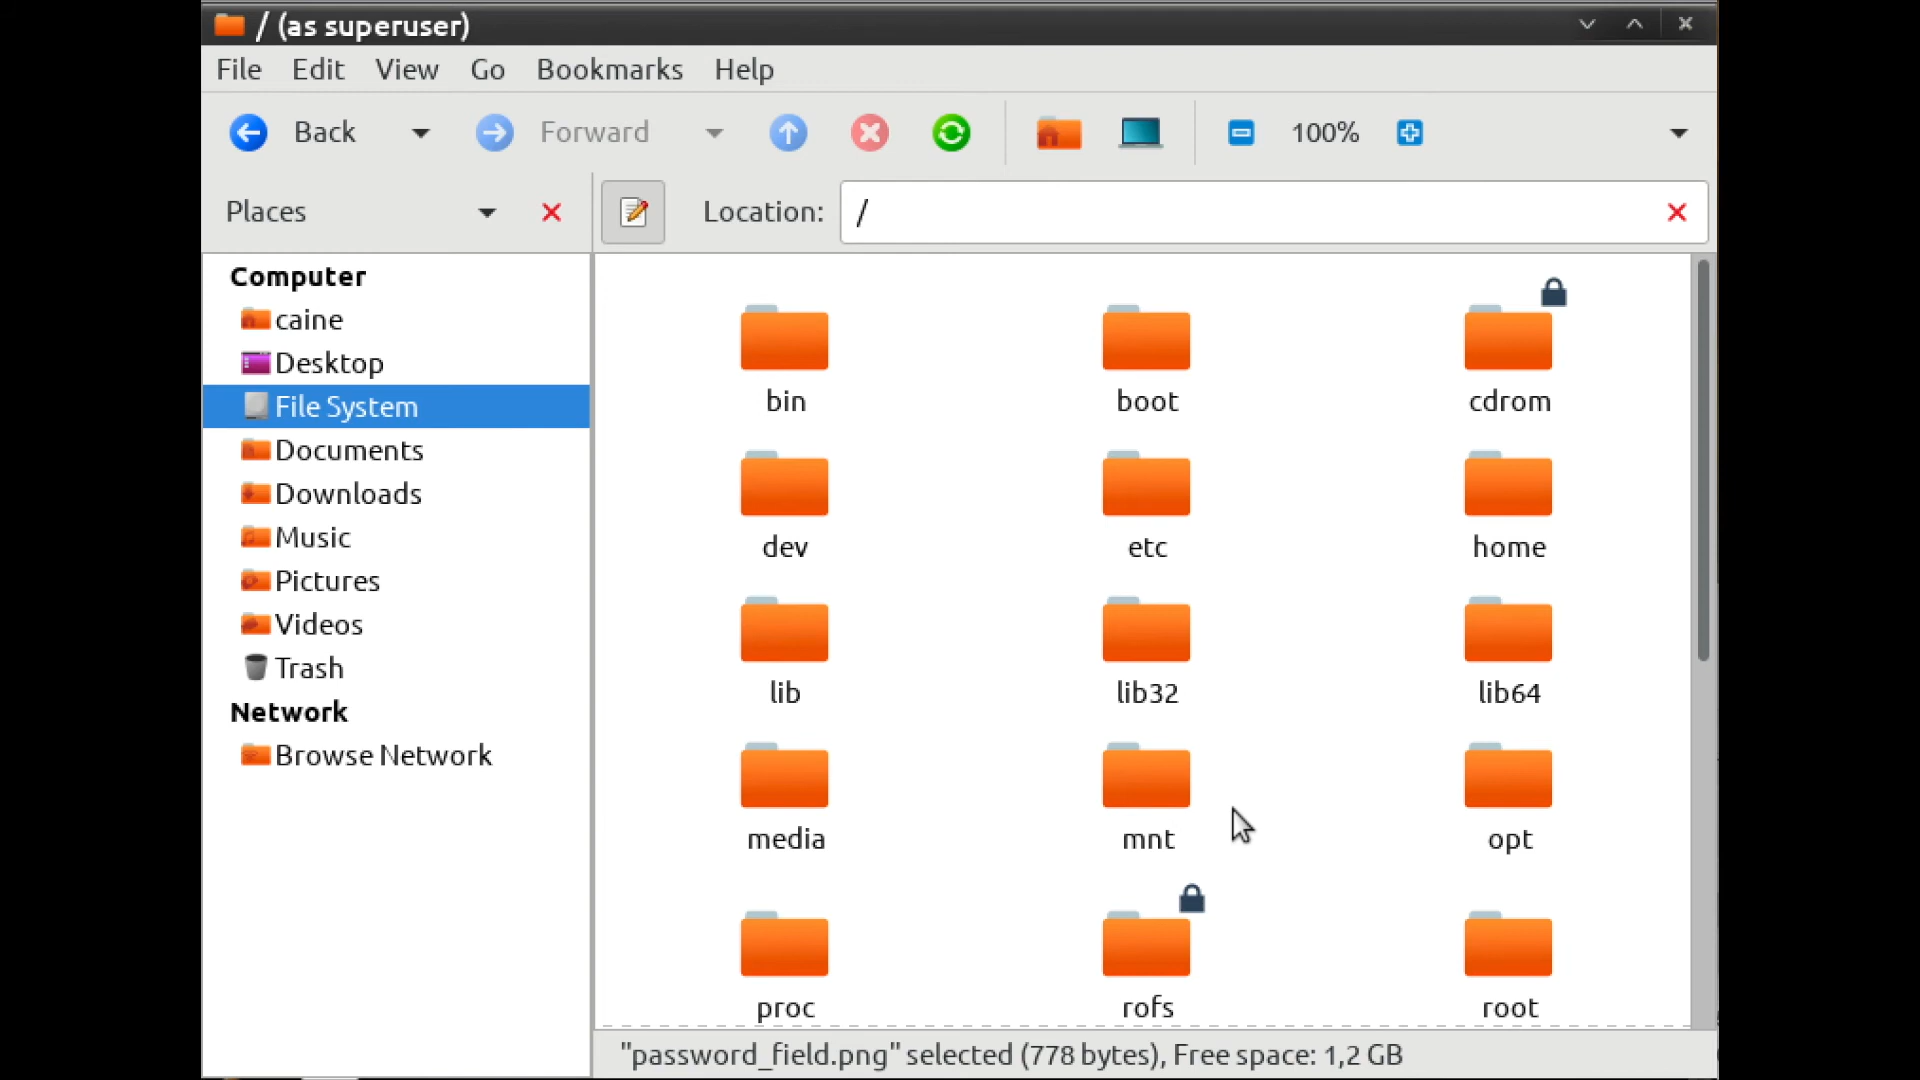 / (as superuser)
File Edit View Go Bookmarks Help
Back Forward 100%
Places Location: /
Computer
caine
Desktop
File System
Documents
Downloads
Music
Pictures
Videos
Trash
Network
Browse Network
bin boot cdrom
dev etc home
lib lib32 lib64
media mnt opt
proc rofs root
"password_field.png" selected (778 bytes), Free space: 1,2 GB